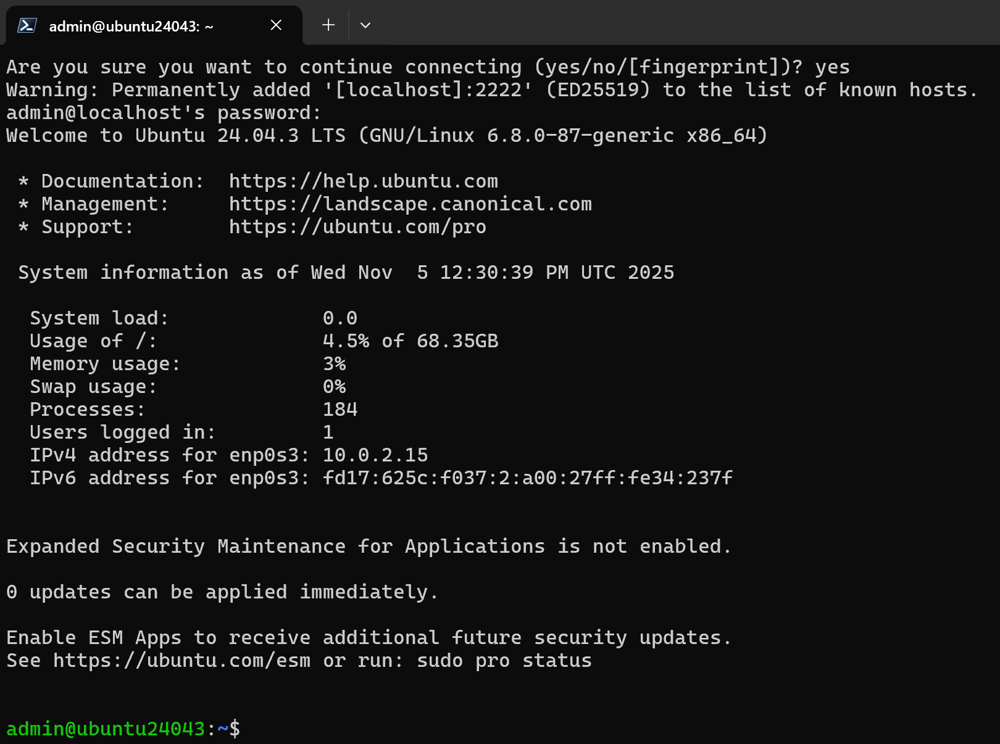 admin@ubuntu24043: ~
Are you sure you want to continue connecting (yes/no/[fingerprint])? yes
Warning: Permanently added '[localhost]:2222' (ED25519) to the list of known hosts.
admin@localhost's password:
Welcome to Ubuntu 24.04.3 LTS (GNU/Linux 6.8.0-87-generic x86_64)

 * Documentation:  https://help.ubuntu.com
 * Management:     https://landscape.canonical.com
 * Support:        https://ubuntu.com/pro

 System information as of Wed Nov  5 12:30:39 PM UTC 2025

  System load:             0.0
  Usage of /:              4.5% of 68.35GB
  Memory usage:            3%
  Swap usage:              0%
  Processes:               184
  Users logged in:         1
  IPv4 address for enp0s3: 10.0.2.15
  IPv6 address for enp0s3: fd17:625c:f037:2:a00:27ff:fe34:237f

Expanded Security Maintenance for Applications is not enabled.

0 updates can be applied immediately.

Enable ESM Apps to receive additional future security updates.
See https://ubuntu.com/esm or run: sudo pro status

admin@ubuntu24043:~$